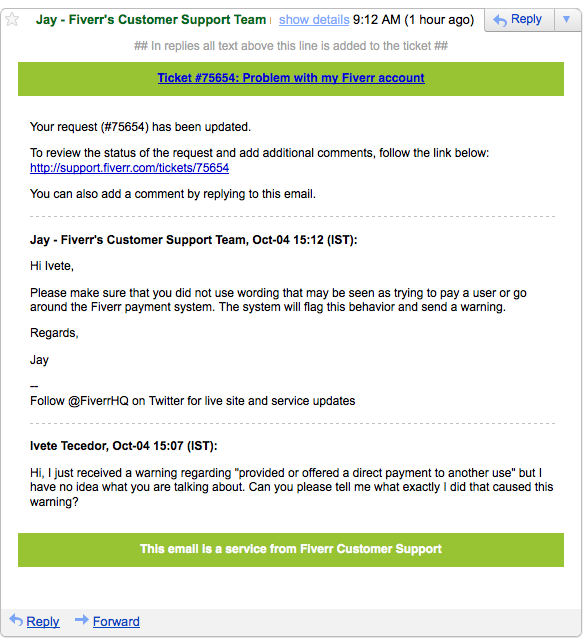 Jay - Fiverr's Customer Support Team show details 9:12 AM (1 hour ago) Reply
## In replies all text above this line is added to the ticket ##
Ticket #75654: Problem with my Fiverr account
Your request (#75654) has been updated.
To review the status of the request and add additional comments, follow the link below:
http://support.fiverr.com/tickets/75654
You can also add a comment by replying to this email.
Jay - Fiverr's Customer Support Team, Oct-04 15:12 (IST):
Hi Ivete,
Please make sure that you did not use wording that may be seen as trying to pay a user or go
around the Fiverr payment system. The system will flag this behavior and send a warning.
Regards,
Jay
--
Follow @FiverrHQ on Twitter for live site and service updates
Ivete Tecedor, Oct-04 15:07 (IST):
Hi, I just received a warning regarding "provided or offered a direct payment to another use" but I
have no idea what you are talking about. Can you please tell me what exactly I did that caused this
warning?
This email is a service from Fiverr Customer Support
Reply Forward